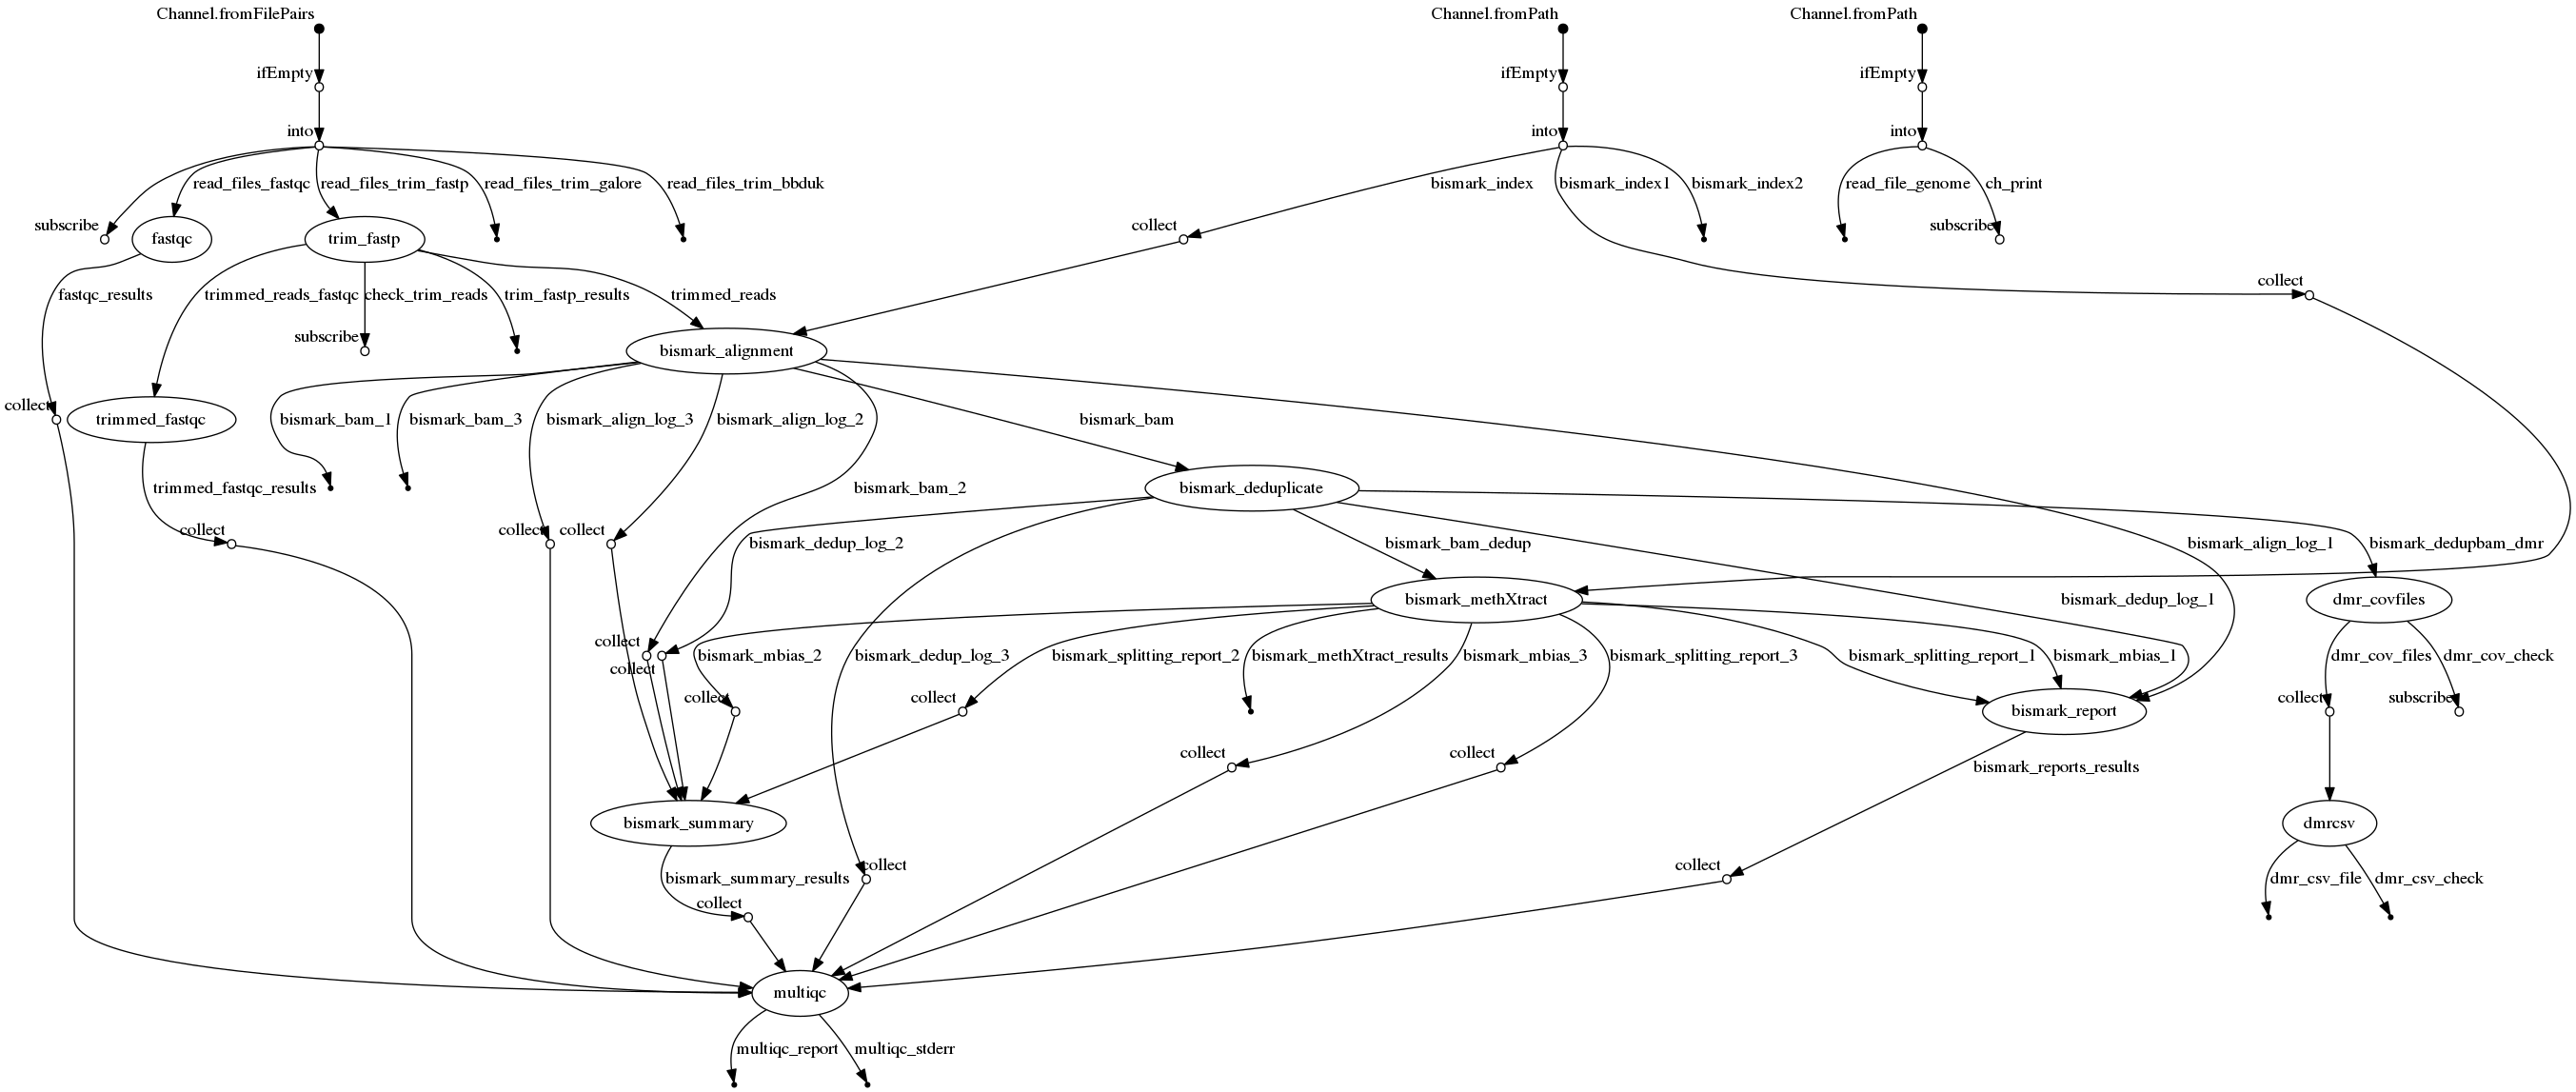 Channel.fromFilePairs
Channel.fromPath
Channel.fromPath
ifEmpty
ifEmpty
ifEmpty
into
into
into
read_files_fastqc
read_files_trim_fastp
read_files_trim_galore
read_files_trim_bbduk
bismark_index
bismark_index1
bismark_index2
read_file_genome
ch_print
subscribe
fastqc
trim_fastp
collect
subscribe
collect
fastqc_results
trimmed_reads_fastqc
check_trim_reads
trim_fastp_results
trimmed_reads
subscribe
bismark_alignment
collect
trimmed_fastqc
bismark_bam_1
bismark_bam_3
bismark_align_log_3
bismark_align_log_2
bismark_bam
trimmed_fastqc_results
bismark_bam_2
bismark_deduplicate
collect
collect
collect
bismark_dedup_log_2
bismark_bam_dedup
bismark_align_log_1
bismark_dedupbam_dmr
bismark_methXtract
bismark_dedup_log_1
dmr_covfiles
collect
collect
bismark_mbias_2
bismark_dedup_log_3
bismark_splitting_report_2
bismark_methXtract_results
bismark_mbias_3
bismark_splitting_report_3
bismark_splitting_report_1
bismark_mbias_1
dmr_cov_files
dmr_cov_check
collect
collect
bismark_report
collect
subscribe
collect
collect
bismark_reports_results
bismark_summary
dmrcsv
collect
collect
bismark_summary_results
dmr_csv_file
dmr_csv_check
collect
multiqc
multiqc_report
multiqc_stderr